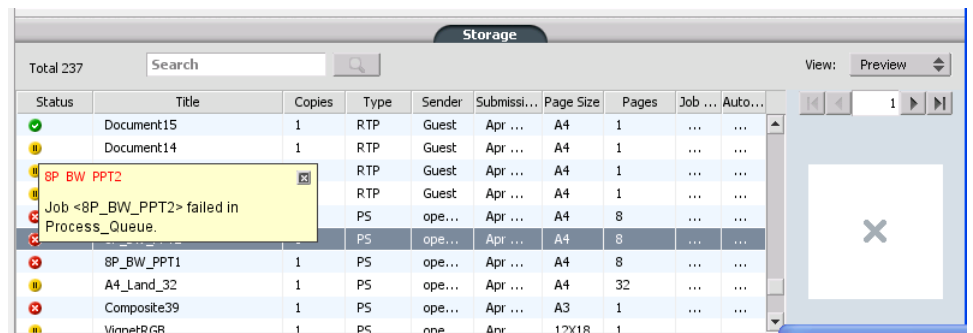 Storage
Total 237 Search View: Preview
Status Title Copies Type Sender Submissi... Page Size Pages Job ... Auto... 1
Document15 1 RTP Guest Apr ... A4 1 ... ...
Document14 1 RTP Guest Apr ... A4 1 ... ...
RTP Guest Apr ... A4 1 ... ...
RTP Guest Apr ... A4 1 ... ...
PS ope... Apr ... A4 8 ... ...
PS ope... Apr ... A4 8 ... ...
8P_BW_PPT2
Job <8P_BW_PPT2> failed in
Process_Queue.
8P_BW_PPT1 1 PS ope... Apr ... A4 8 ... ...
A4_Land_32 1 PS ope... Apr ... A4 32 ... ...
Composite39 1 PS ope... Apr ... A3 1 ... ...
VignetRGB 1 PS ope... Apr ... 12X18 1